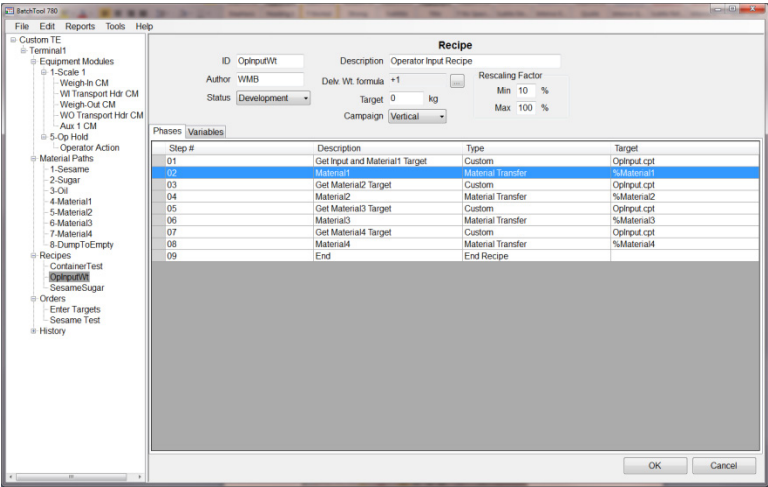 BatchTool 780
File Edit Reports Tools Help
Custom TE
Terminal1
Equipment Modules
1-Scale 1
Weigh-In CM
WI Transport Hdr CM
Weigh-Out CM
WO Transport Hdr CM
Aux 1 CM
5-Op Hold
Operator Action
Material Paths
1-Sesame
2-Sugar
3-Oil
4-Material1
5-Material2
6-Material3
7-Material4
8-DumpToEmpty
Recipes
ContainerTest
OpInputWt
SesameSugar
Orders
Enter Targets
Sesame Test
History
Recipe
ID OpInputWt Description Operator Input Recipe
Author WMB Delv. Wt. formula +1 ... Rescaling Factor
Status Development Target 0 kg Min 10 %
Campaign Vertical Max 100 %
Phases Variables
Step # Description Type Target
01 Get Input and Material1 Target Custom OpInput.cpt
02 Material1 Material Transfer %Material1
03 Get Material2 Target Custom OpInput.cpt
04 Material2 Material Transfer %Material2
05 Get Material3 Target Custom OpInput.cpt
06 Material3 Material Transfer %Material3
07 Get Material4 Target Custom OpInput.cpt
08 Material4 Material Transfer %Material4
09 End End Recipe
OK Cancel